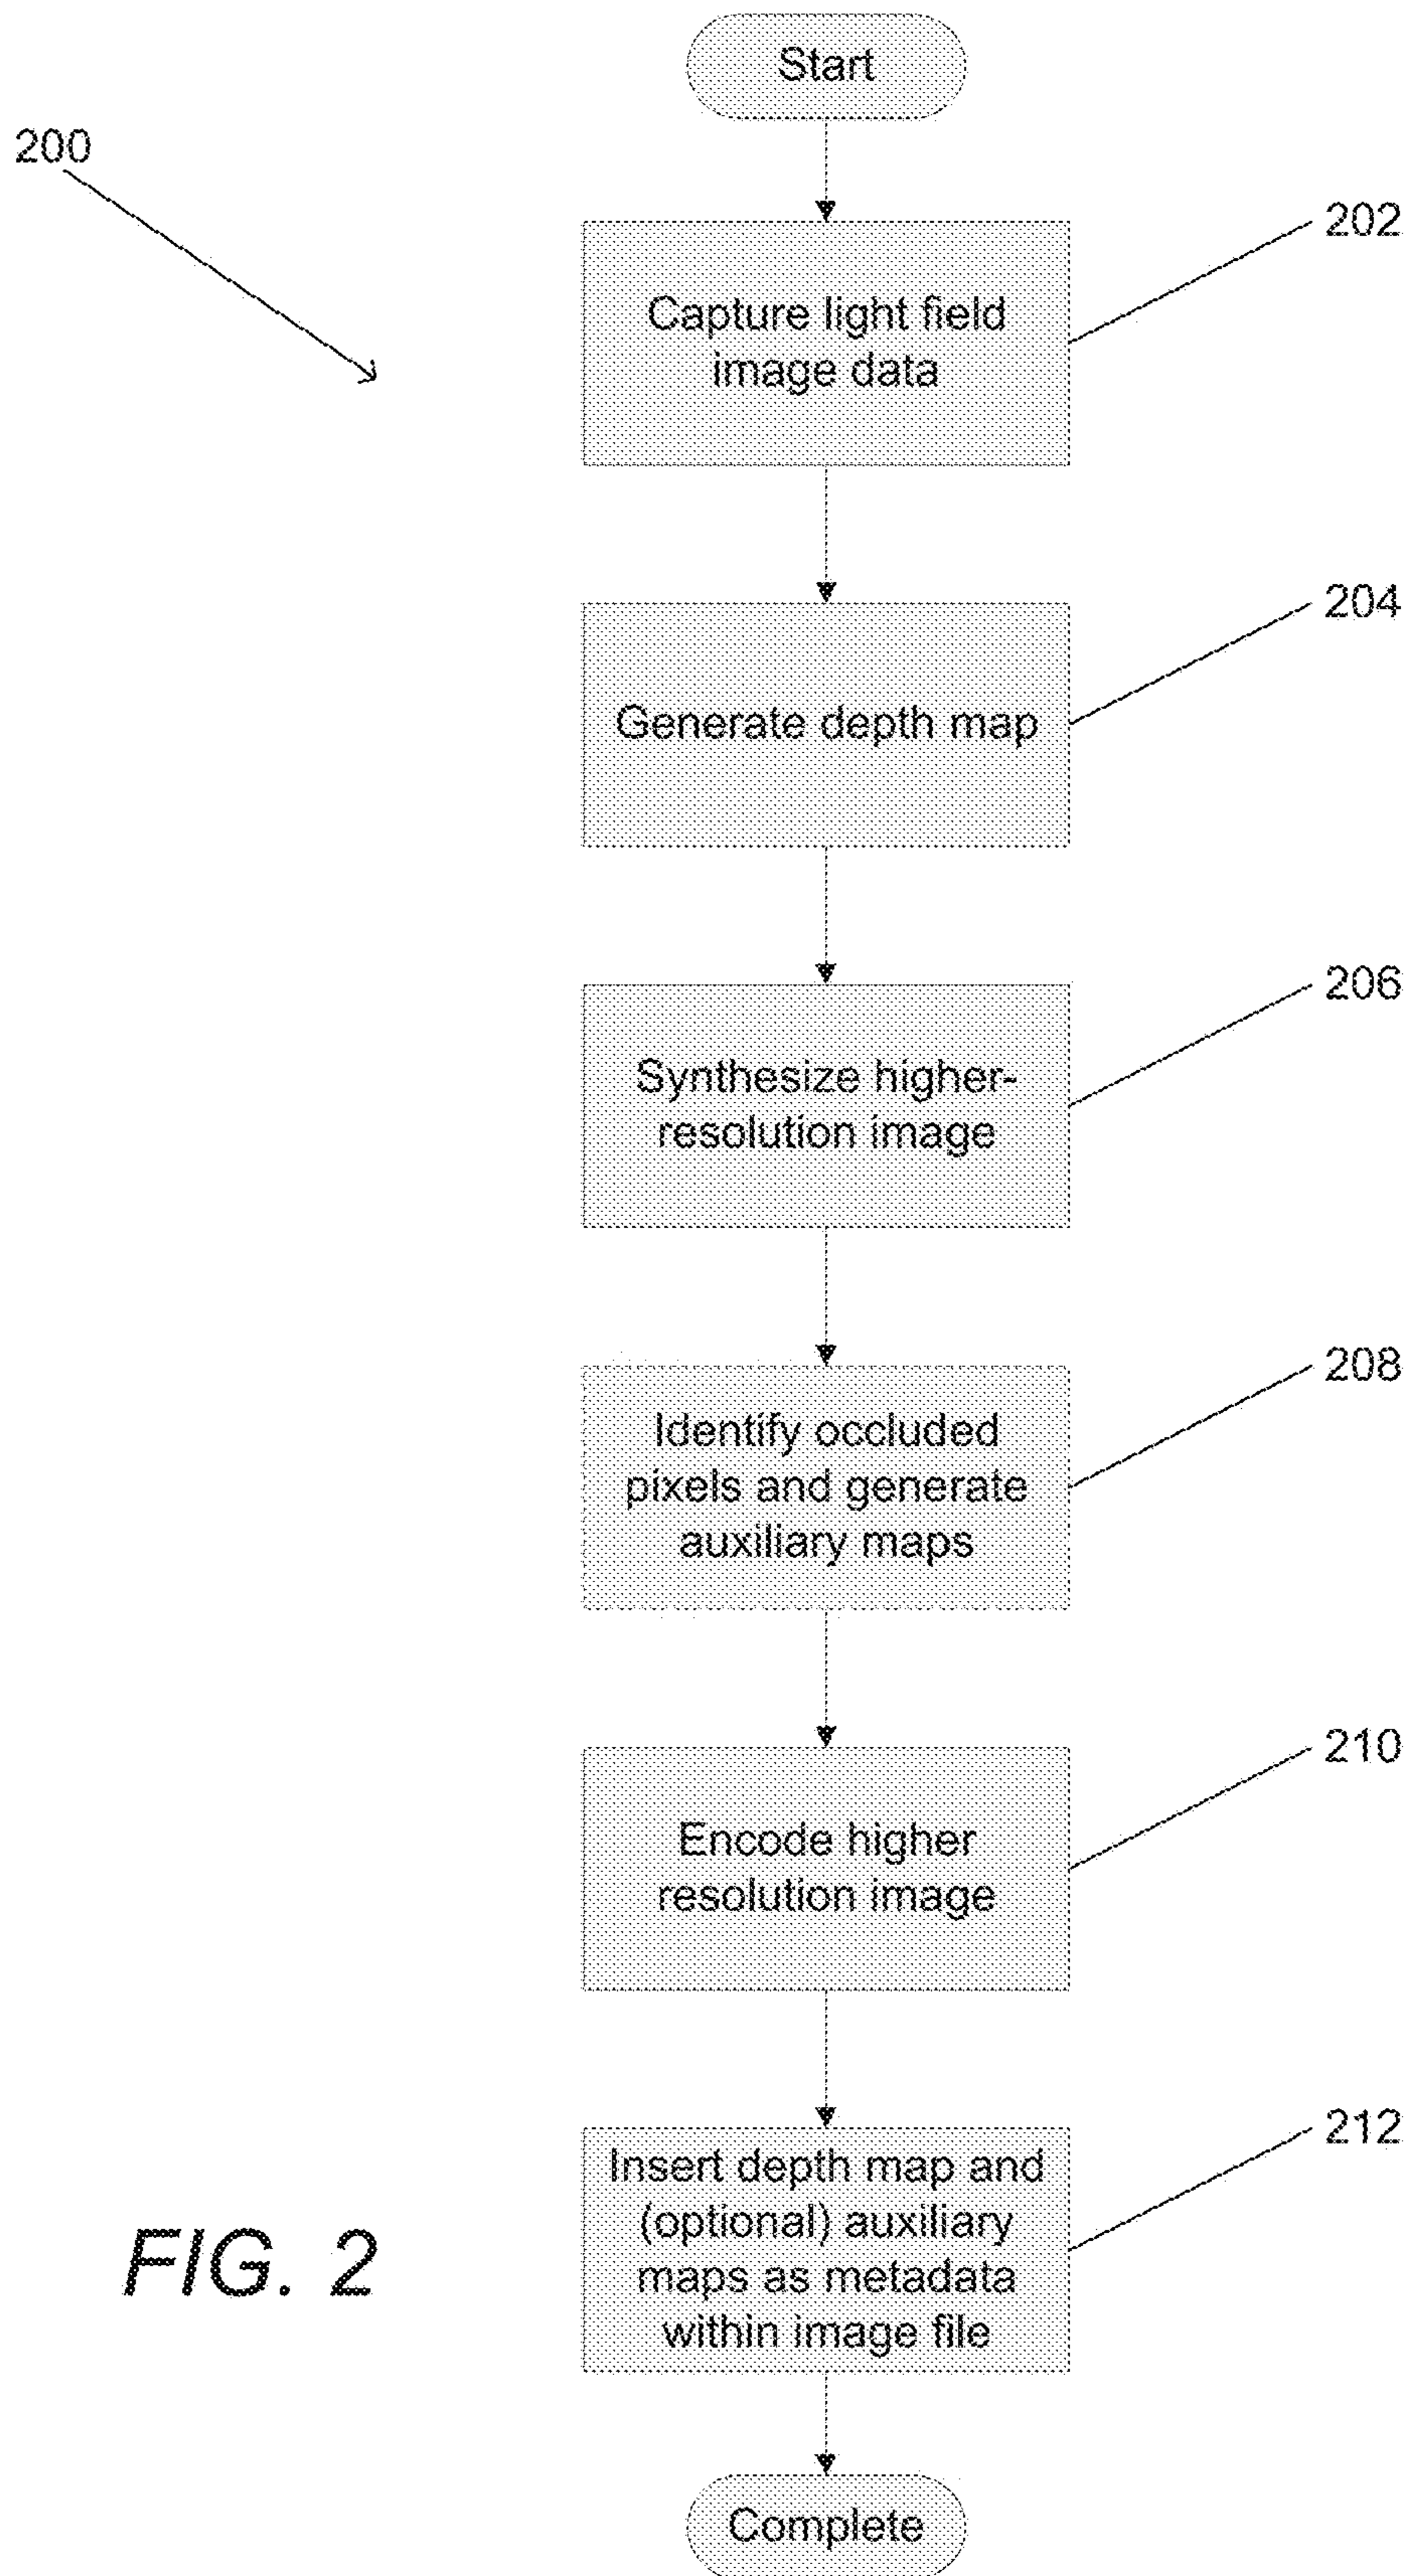 Start
200
202
Capture light field
image data
204
Generate depth map
206
Synthesize higher-
resolution image
208
Identify occluded
pixels and generate
auxiliary maps
210
Encode higher
resolution image
212
Insert depth map and
(optional) auxiliary
maps as metadata
within image file
FIG. 2
Complete